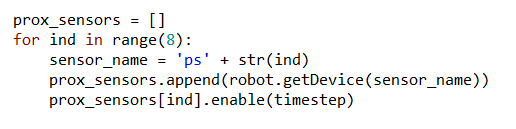 prox_sensors = []
for ind in range(8):
    sensor_name = 'ps' + str(ind)
    prox_sensors.append(robot.getDevice(sensor_name))
    prox_sensors[ind].enable(timestep)